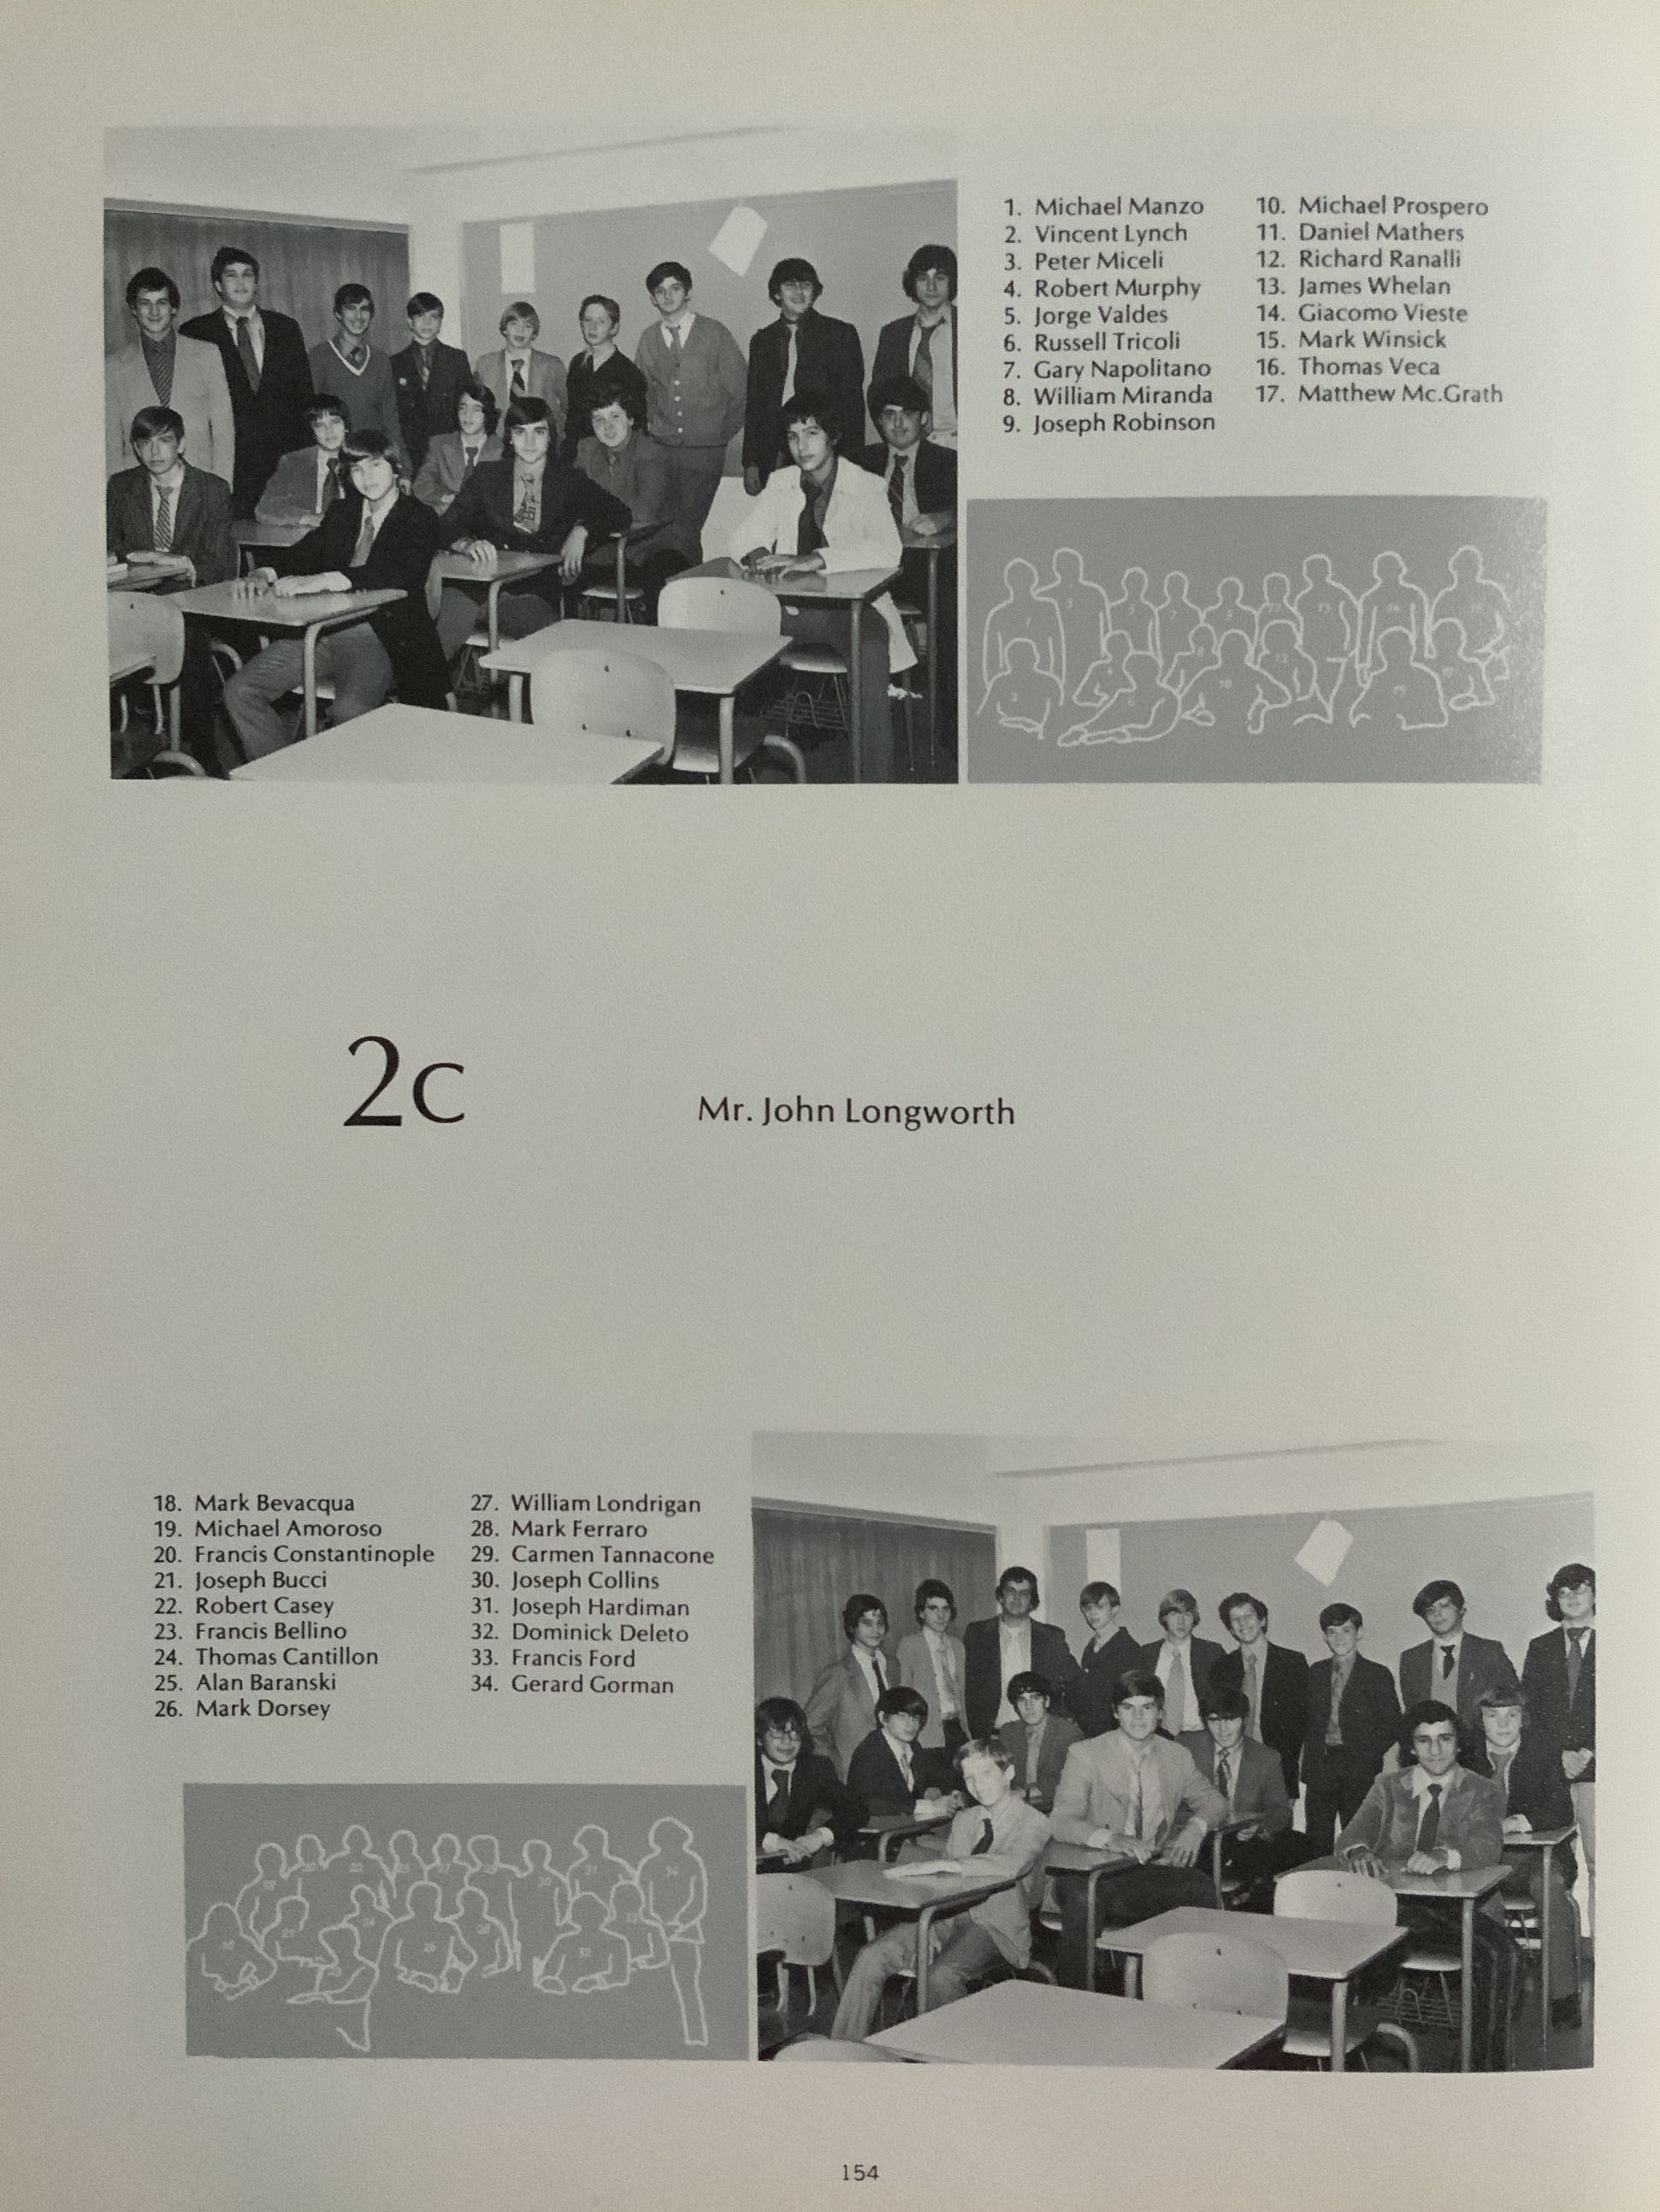 1. Michael Manzo
2. Vincent Lynch
3. Peter Miceli
4. Robert Murphy
5. Jorge Valdes
6. Russell Tricoli
7. Gary Napolitano
8. William Miranda
9. Joseph Robinson
10. Michael Prospero
11. Daniel Mathers
12. Richard Ranalli
13. James Whelan
14. Giacomo Vieste
15. Mark Winsick
16. Thomas Veca
17. Matthew Mc.Grath
2c
Mr. John Longworth
18. Mark Bevacqua
19. Michael Amoroso
20. Francis Constantinople
21. Joseph Bucci
22. Robert Casey
23. Francis Bellino
24. Thomas Cantillon
25. Alan Baranski
26. Mark Dorsey
27. William Londrigan
28. Mark Ferraro
29. Carmen Tannacone
30. Joseph Collins
31. Joseph Hardiman
32. Dominick Deleto
33. Francis Ford
34. Gerard Gorman
154